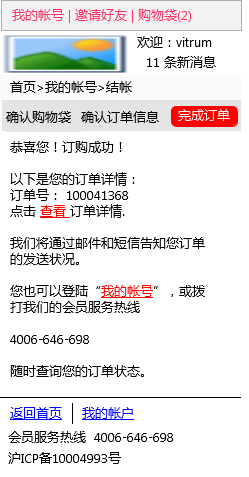 我的帐号 | 邀请好友 | 购物袋(2)
欢迎：vitrum
11 条新消息
首页>我的帐号>结帐
确认购物袋 确认订单信息 完成订单
恭喜您！订购成功！
以下是您的订单详情：
订单号： 100041368
点击 查看 订单详情.
我们将通过邮件和短信告知您订单
的发送状况。
您也可以登陆“我的帐号”，或拨
打我们的会员服务热线
4006-646-698
随时查询您的订单状态。
返回首页 | 我的帐户
会员服务热线 4006-646-698
沪ICP备10004993号